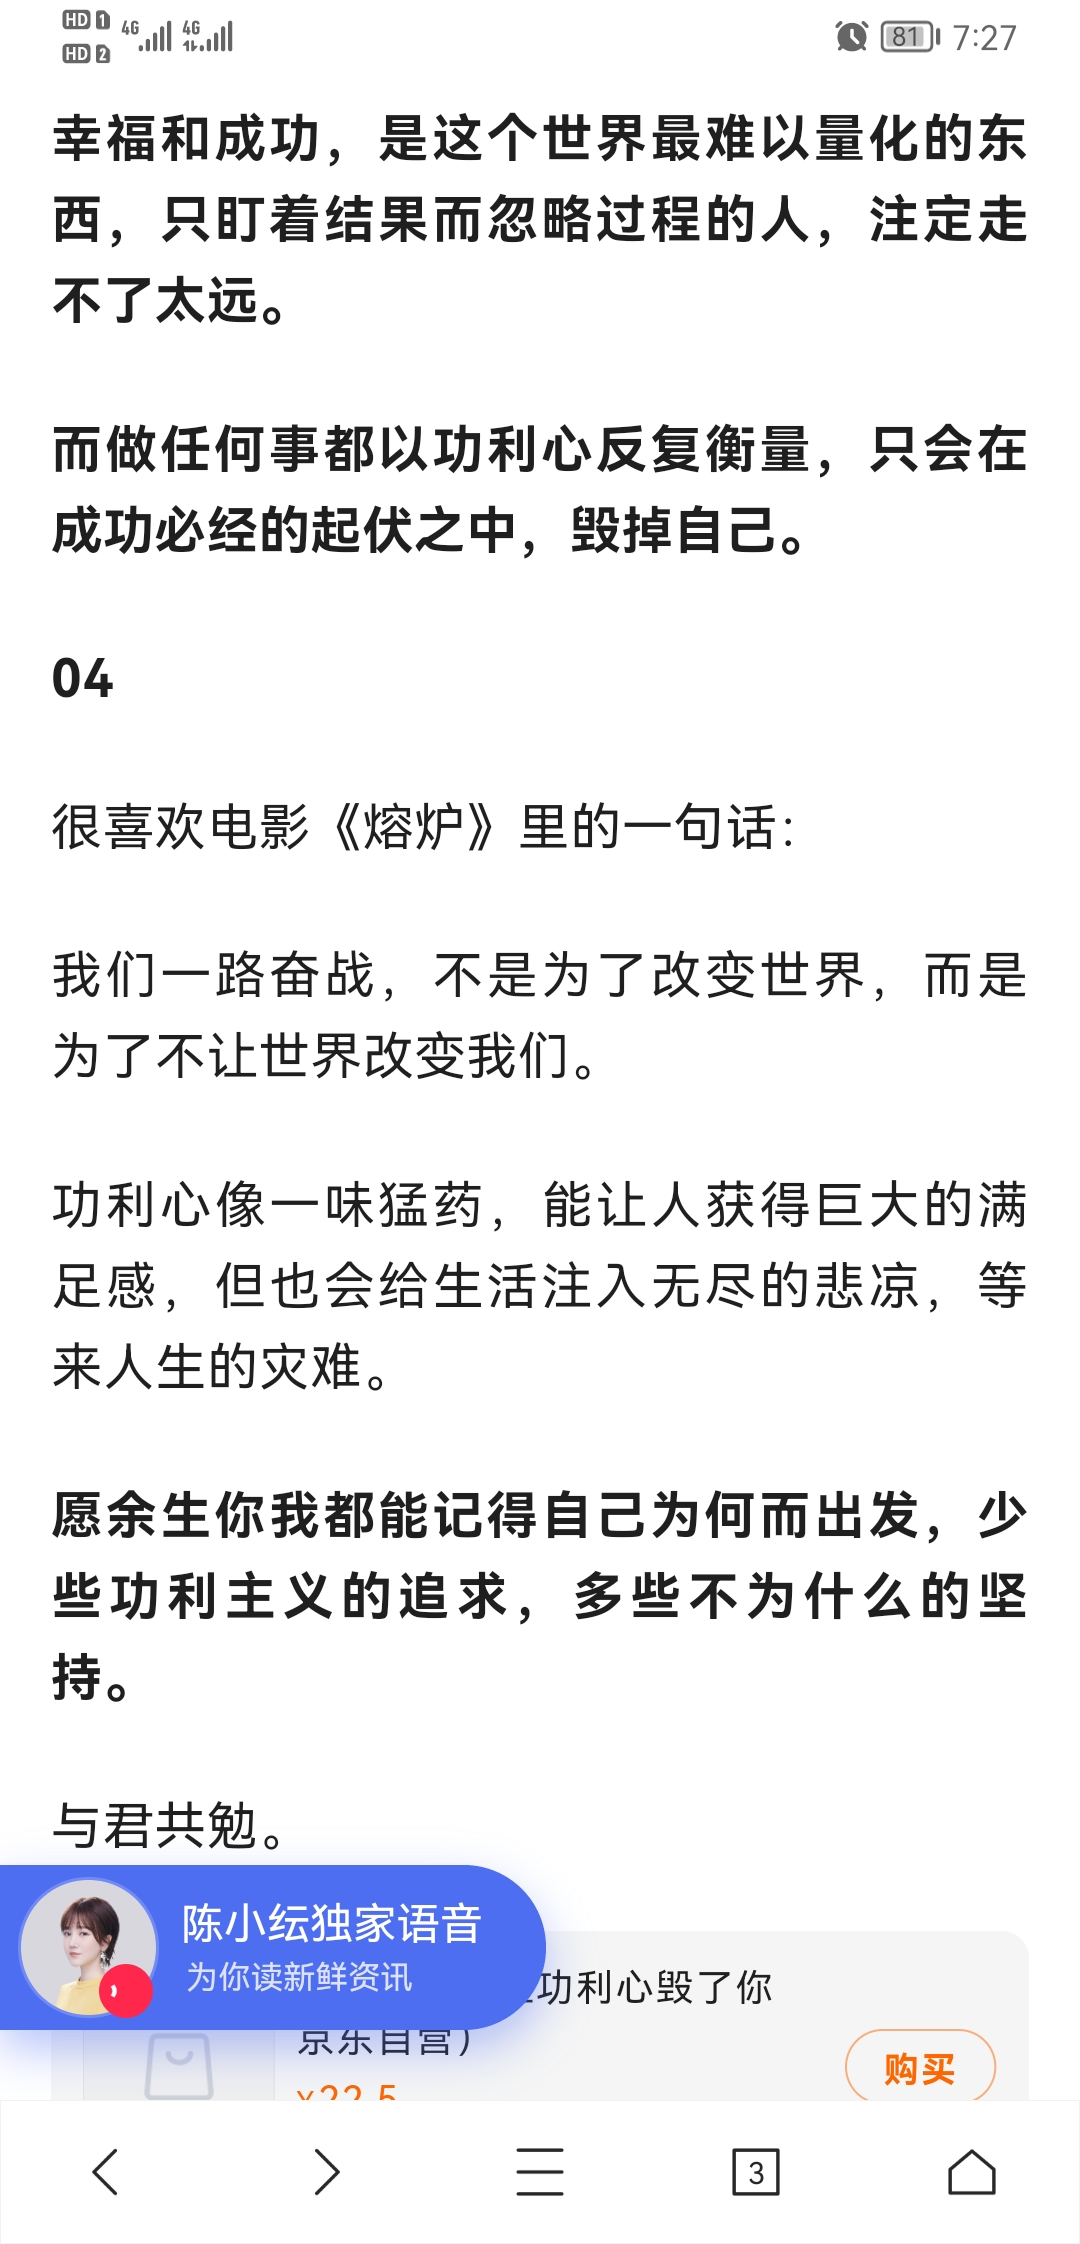 HD 1 4G 4G 81 7:27
HD 2
幸福和成功，是这个世界最难以量化的东
西，只盯着结果而忽略过程的人，注定走
不了太远。
而做任何事都以功利心反复衡量，只会在
成功必经的起伏之中，毁掉自己。
04
很喜欢电影《熔炉》里的一句话：
我们一路奋战，不是为了改变世界，而是
为了不让世界改变我们。
功利心像一味猛药，能让人获得巨大的满
足感，但也会给生活注入无尽的悲凉，等
来人生的灾难。
愿余生你我都能记得自己为何而出发，少
些功利主义的追求，多些不为什么的坚
持。
与君共勉。
陈小纭独家语音
为你读新鲜资讯
功利心毁了你
京东自营）
¥22.5
购买
3